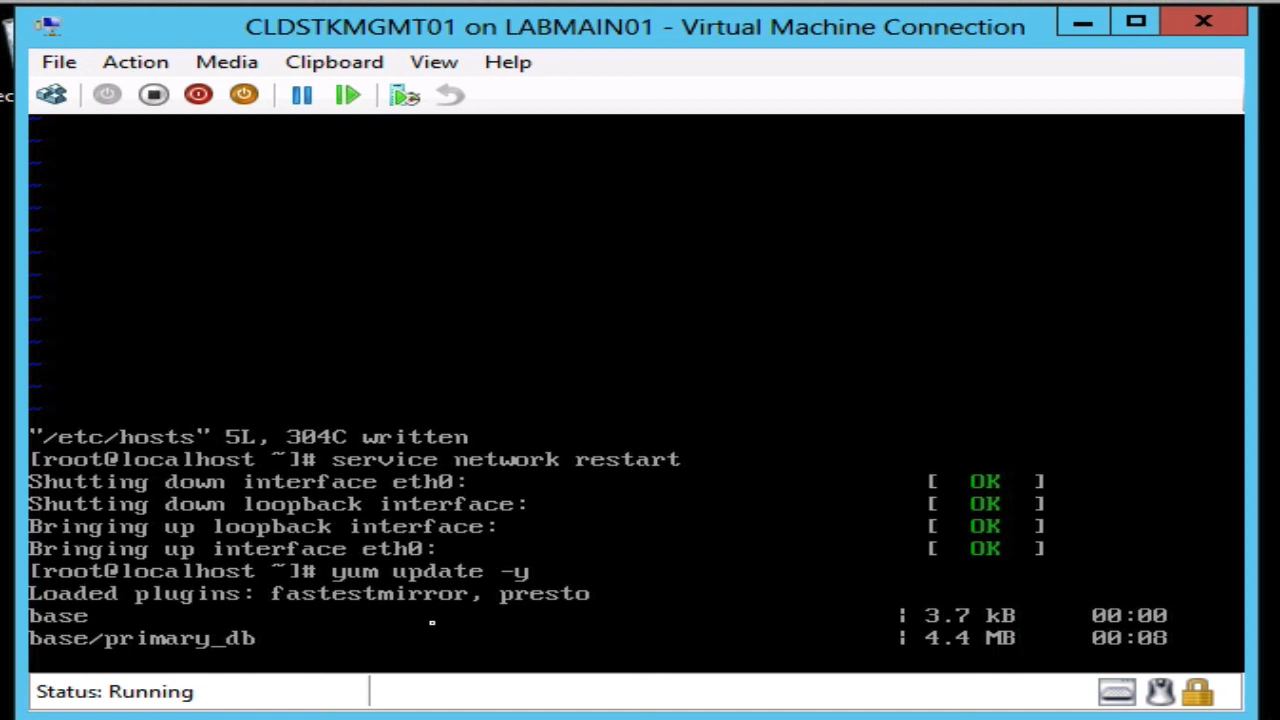 CLDSTKMGMT01 on LABMAIN01 - Virtual Machine Connection
File Action Media Clipboard View Help
~
~
~
~
~
~
~
~
~
~
~
~
~
~
"/etc/hosts" 5L, 304C written
[root@localhost ~]# service network restart
Shutting down interface eth0: [ OK ]
Shutting down loopback interface: [ OK ]
Bringing up loopback interface: [ OK ]
Bringing up interface eth0: [ OK ]
[root@localhost ~]# yum update -y
Loaded plugins: fastestmirror, presto
base | 3.7 kB 00:00
base/primary_db | 4.4 MB 00:08
Status: Running